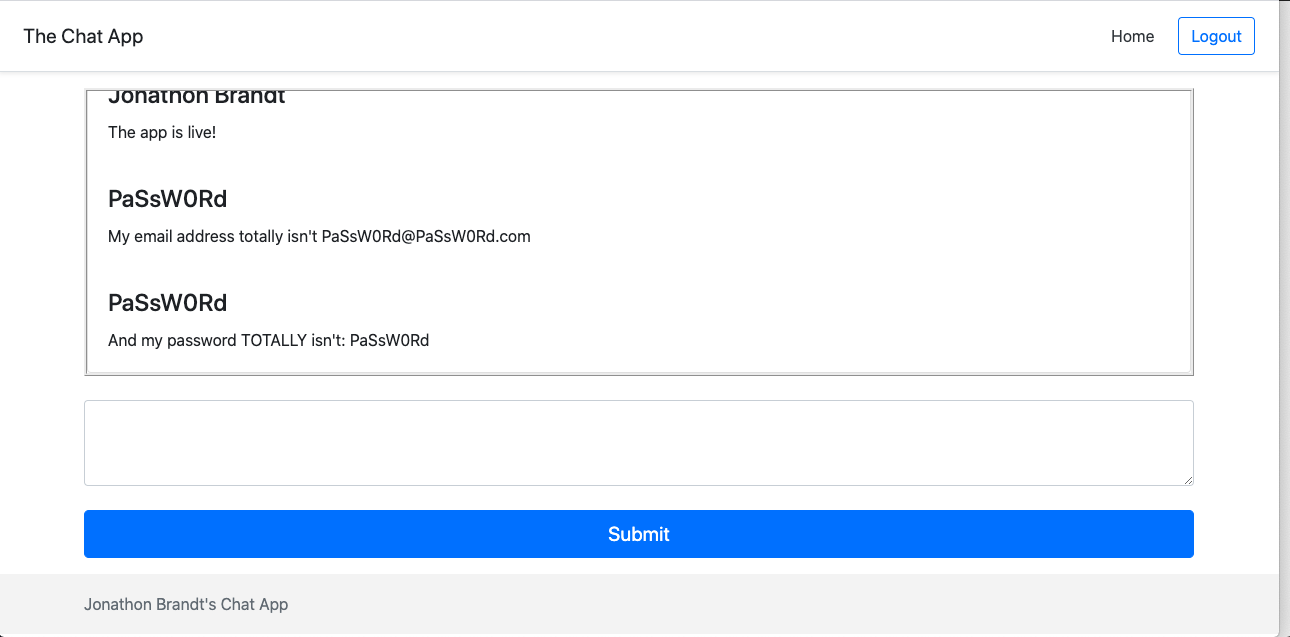 The Chat App
Home
Logout
Jonathon Brandt
The app is live!
PaSsW0Rd
My email address totally isn't PaSsW0Rd@PaSsW0Rd.com
PaSsW0Rd
And my password TOTALLY isn't: PaSsW0Rd
Submit
Jonathon Brandt's Chat App